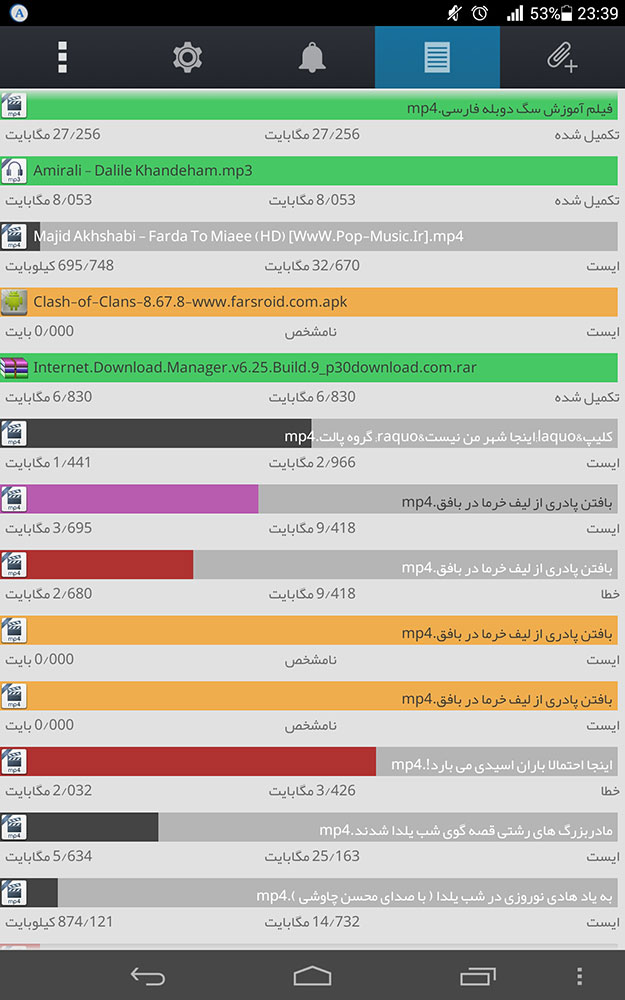 A
53% 23:39
فیلم آموزش سگ دوبله فارسی.mp4
mp4
تکمیل شده 27/256 مگابایت 27/256 مگابایت
Amirali - Dalile Khandeham.mp3
mp3
تکمیل شده 8/053 مگابایت 8/053 مگابایت
Majid Akhshabi - Farda To Miaee (HD) [WwW.Pop-Music.Ir].mp4
mp4
ایست 32/670 مگابایت 695/748 کیلوبایت
Clash-of-Clans-8.67.8-www.farsroid.com.apk
ایست نامشخص 0/000 بایت
Internet.Download.Manager.v6.25.Build.9_p30download.com.rar
تکمیل شده 6/830 مگابایت 6/830 مگابایت
کلیپ&laquo;اینجا شهر من نیست&raquo; گروه پالت.mp4
mp4
ایست 2/966 مگابایت 1/441 مگابایت
بافتن پادری از لیف خرما در بافق.mp4
mp4
ایست 9/418 مگابایت 3/695 مگابایت
بافتن پادری از لیف خرما در بافق.mp4
mp4
خطا 9/418 مگابایت 2/680 مگابایت
بافتن پادری از لیف خرما در بافق.mp4
mp4
ایست نامشخص 0/000 بایت
بافتن پادری از لیف خرما در بافق.mp4
mp4
ایست نامشخص 0/000 بایت
اینجا احتمالا باران اسیدی می بارد!.mp4
mp4
خطا 3/426 مگابایت 2/032 مگابایت
مادربزرگ های رشتی قصه گوی شب یلدا شدند.mp4
mp4
ایست 25/163 مگابایت 5/634 مگابایت
به یاد هادی نوروزی در شب یلدا ( با صدای محسن چاوشی ).mp4
mp4
ایست 14/732 مگابایت 874/121 کیلوبایت